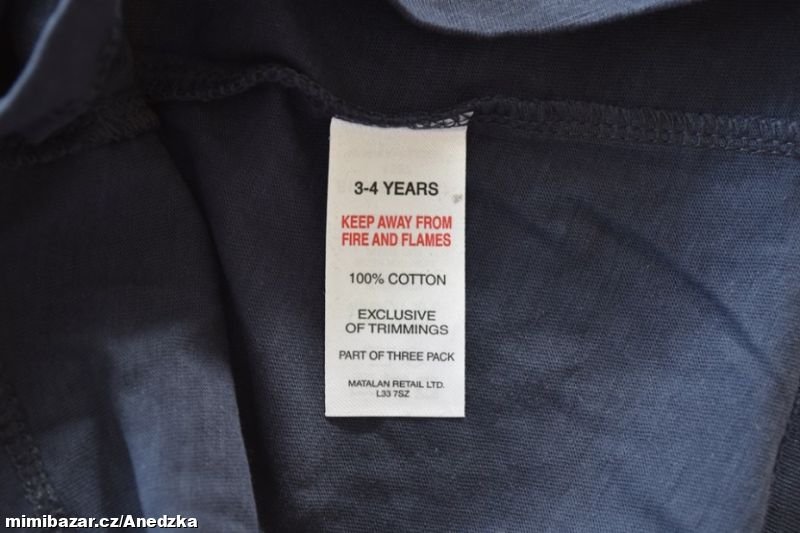 3-4 YEARS
KEEP AWAY FROM
FIRE AND FLAMES
100% COTTON
EXCLUSIVE
OF TRIMMINGS
PART OF THREE PACK
MATALAN RETAIL LTD.
L33 7SZ
mimibazar.cz/Anedzka